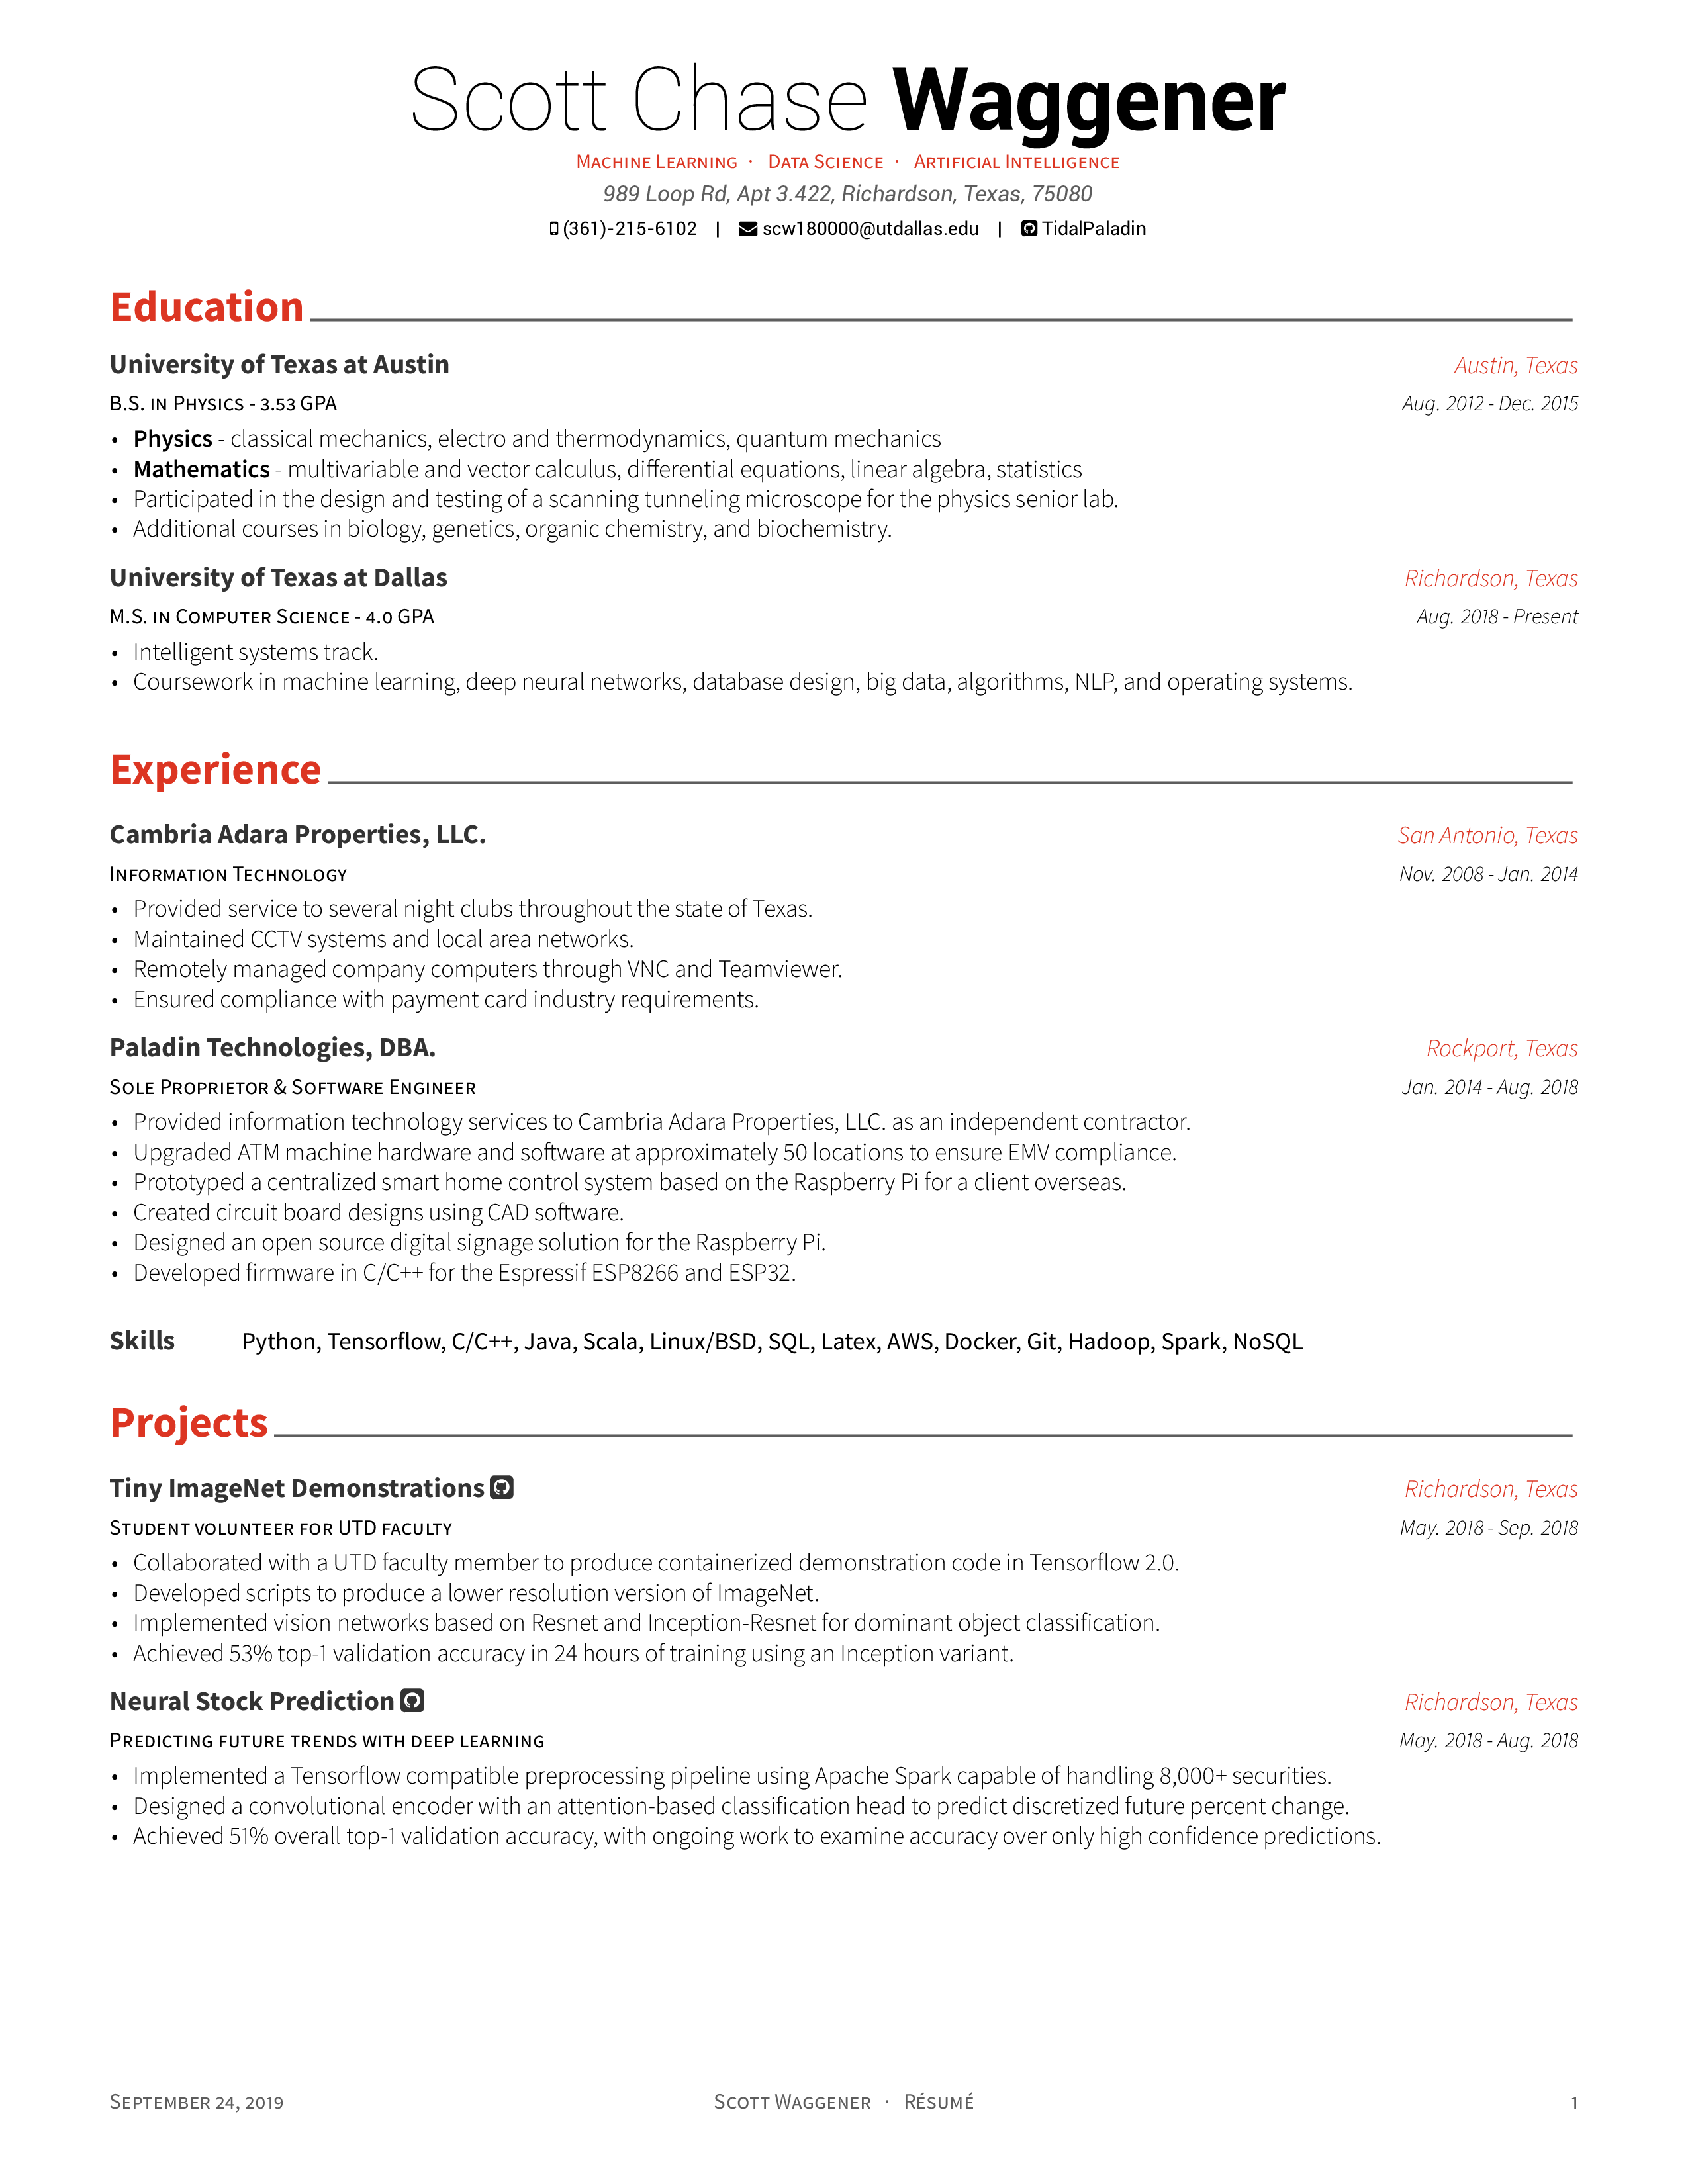 Scott Chase Waggener
Machine Learning · Data Science · Artificial Intelligence
989 Loop Rd, Apt 3.422, Richardson, Texas, 75080
(361)-215-6102 | scw180000@utdallas.edu | TidalPaladin
Education
University of Texas at Austin Austin, Texas
B.S. in Physics - 3.53 GPA Aug. 2012 - Dec. 2015
• Physics - classical mechanics, electro and thermodynamics, quantum mechanics
• Mathematics - multivariable and vector calculus, differential equations, linear algebra, statistics
• Participated in the design and testing of a scanning tunneling microscope for the physics senior lab.
• Additional courses in biology, genetics, organic chemistry, and biochemistry.
University of Texas at Dallas Richardson, Texas
M.S. in Computer Science - 4.0 GPA Aug. 2018 - Present
• Intelligent systems track.
• Coursework in machine learning, deep neural networks, database design, big data, algorithms, NLP, and operating systems.
Experience
Cambria Adara Properties, LLC. San Antonio, Texas
Information Technology Nov. 2008 - Jan. 2014
• Provided service to several night clubs throughout the state of Texas.
• Maintained CCTV systems and local area networks.
• Remotely managed company computers through VNC and Teamviewer.
• Ensured compliance with payment card industry requirements.
Paladin Technologies, DBA. Rockport, Texas
Sole Proprietor & Software Engineer Jan. 2014 - Aug. 2018
• Provided information technology services to Cambria Adara Properties, LLC. as an independent contractor.
• Upgraded ATM machine hardware and software at approximately 50 locations to ensure EMV compliance.
• Prototyped a centralized smart home control system based on the Raspberry Pi for a client overseas.
• Created circuit board designs using CAD software.
• Designed an open source digital signage solution for the Raspberry Pi.
• Developed firmware in C/C++ for the Espressif ESP8266 and ESP32.
Skills Python, Tensorflow, C/C++, Java, Scala, Linux/BSD, SQL, Latex, AWS, Docker, Git, Hadoop, Spark, NoSQL
Projects
Tiny ImageNet Demonstrations Richardson, Texas
Student volunteer for UTD faculty May. 2018 - Sep. 2018
• Collaborated with a UTD faculty member to produce containerized demonstration code in Tensorflow 2.0.
• Developed scripts to produce a lower resolution version of ImageNet.
• Implemented vision networks based on Resnet and Inception-Resnet for dominant object classification.
• Achieved 53% top-1 validation accuracy in 24 hours of training using an Inception variant.
Neural Stock Prediction Richardson, Texas
Predicting future trends with deep learning May. 2018 - Aug. 2018
• Implemented a Tensorflow compatible preprocessing pipeline using Apache Spark capable of handling 8,000+ securities.
• Designed a convolutional encoder with an attention-based classification head to predict discretized future percent change.
• Achieved 51% overall top-1 validation accuracy, with ongoing work to examine accuracy over only high confidence predictions.
September 24, 2019 Scott Waggener · Résumé 1